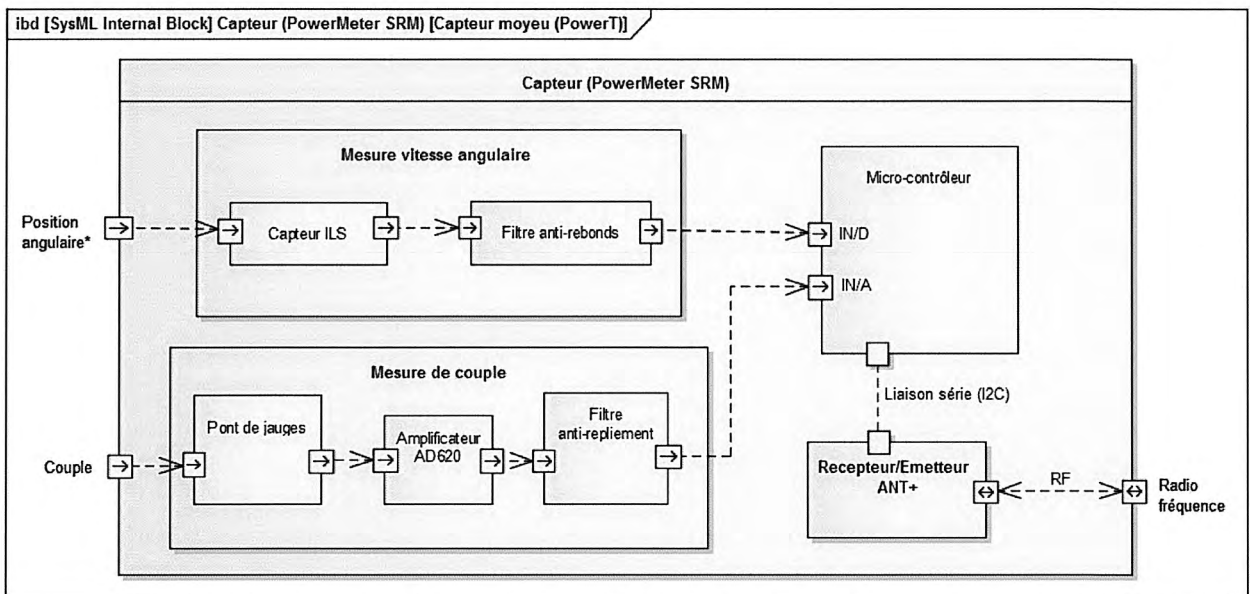 ibd [SysML Internal Block] Capteur (PowerMeter SRM) [Capteur moyeu (PowerT)]
Capteur (PowerMeter SRM)
Mesure vitesse angulaire
Position
angulaire*
Capteur ILS
Filtre anti-rebonds
Micro-contrôleur
IN/D
IN/A
Mesure de couple
Couple
Pont de jauges
Amplificateur
AD620
Filtre
anti-repliement
Liaison série (I2C)
Recepteur/Emetteur
ANT+
RF
Radio
fréquence